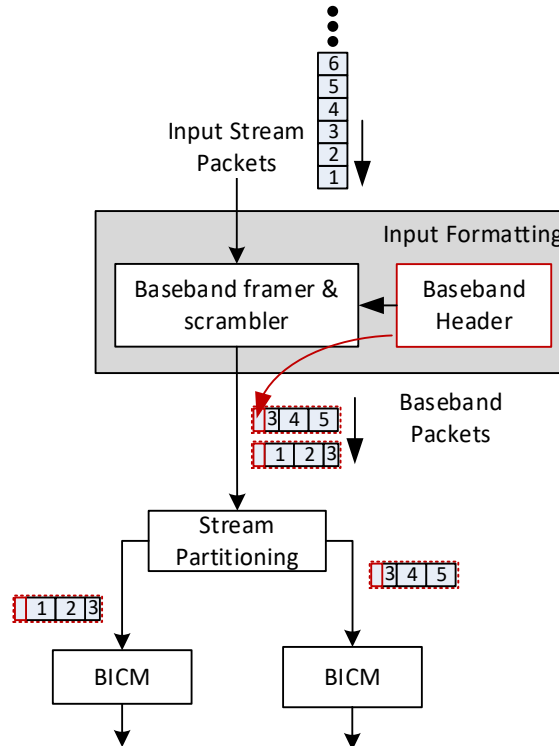 6
5
4
3
2
1
Input Stream
Packets
Input Formatting
Baseband framer &
scrambler
Baseband
Header
3 4 5
1 2 3
Baseband
Packets
Stream
Partitioning
3 4 5
1 2 3
BICM
BICM